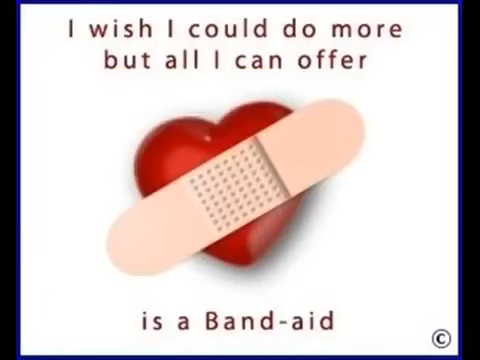 I wish I could do more
but all I can offer
is a Band-aid
©